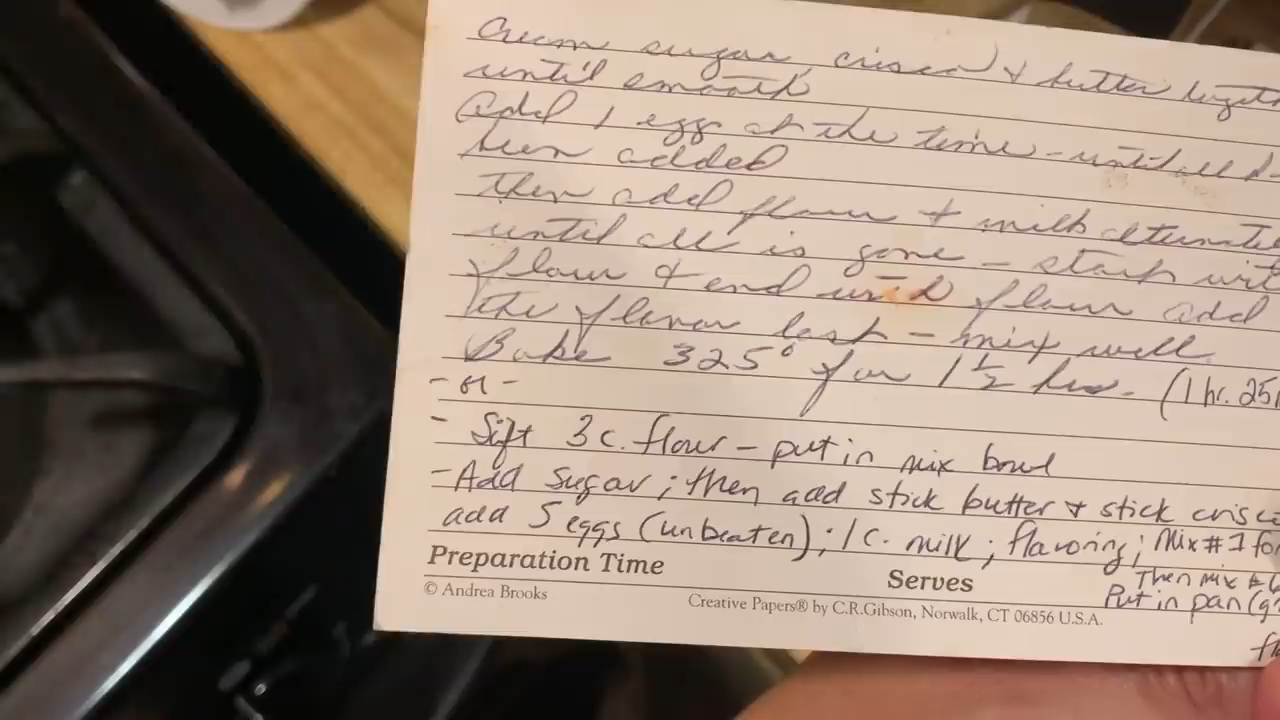 Cream sugar, crisco & butter
until smooth
Add 1 egg at the time - until all
been added
Then add flour & milk
until all is gone - start
flour & end with flour Add
the flavor last - mix well
Bake 325° for 1 1/2 hrs. (1 hr. 25
- or -
- Sift 3 c. flour - put in mix bowl
- Add Sugar; then add stick butter & stick
add 5 eggs (unbeaten); 1 c. milk; flavoring; Mix #1 for
Then mix #6
Put in pan
Preparation Time
Serves
© Andrea Brooks
Creative Papers® by C.R.Gibson, Norwalk, CT 06856 U.S.A.